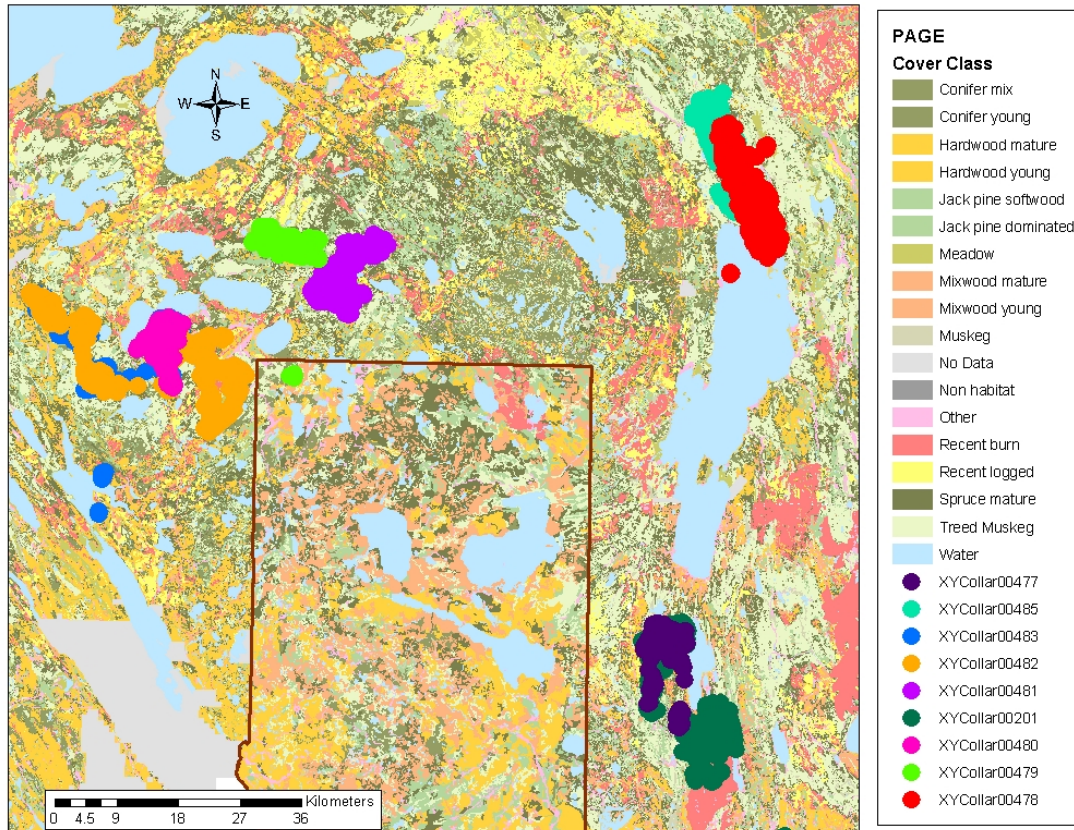 N
W E
S
Kilometers
0 4.5 9 18 27 36
PAGE
Cover Class
Conifer mix
Conifer young
Hardwood mature
Hardwood young
Jack pine softwood
Jack pine dominated
Meadow
Mixwood mature
Mixwood young
Muskeg
No Data
Non habitat
Other
Recent burn
Recent logged
Spruce mature
Treed Muskeg
Water
XYCollar00477
XYCollar00485
XYCollar00483
XYCollar00482
XYCollar00481
XYCollar00201
XYCollar00480
XYCollar00479
XYCollar00478